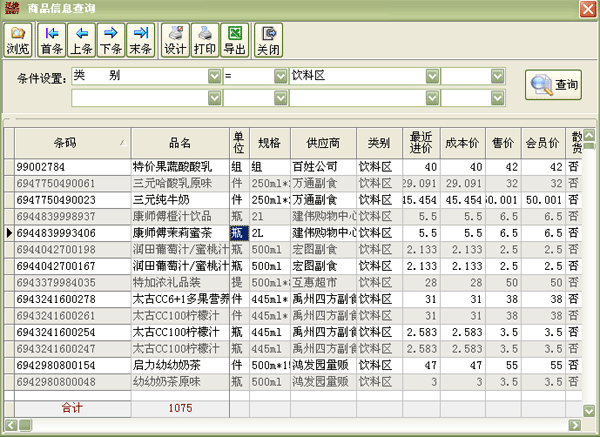 商品信息查询
浏览 首条 上条 下条 末条 设计 打印 导出 关闭
条件设置: 类 别 = 饮料区 查询
条码 品名 单位 规格 供应商 类别 最近进价 成本价 售价 会员价 散货
99002784 特价果蔬酸酸乳 组 组 百姓公司 饮料区 40 40 42 42 否
6947750490061 三元哈酸乳原味 件 250ml* 万通副食 饮料区 29.091 29.091 32 32 否
6947750490023 三元纯牛奶 件 250ml* 万通副食 饮料区 45.454 45.454 50.001 50.001 否
6944839998937 康师傅橙汁饮品 瓶 2l 建伟购物中心 饮料区 5.5 5.5 6.5 6.5 否
6944839993406 康师傅茉莉蜜茶 瓶 2L 建伟购物中心 饮料区 5.5 5.5 6.5 6.5 否
6944042700198 润田葡萄汁/蜜桃汁 瓶 500ml 宏图副食 饮料区 2.133 2.133 2.5 2.5 否
6944042700167 润田葡萄汁/蜜桃汁 瓶 500ml 宏图副食 饮料区 2.133 2.133 2.5 2.5 否
6943379984035 特加浓礼品装 提 500ml* 互惠超市 饮料区 28 28 50 50 否
6943241600278 太古CC6+1多果营养 件 445ml* 禹州四方副食 饮料区 31 31 38 38 否
6943241600261 太古CC100柠檬汁 件 445ml* 禹州四方副食 饮料区 31 31 38 38 否
6943241600254 太古CC100柠檬汁 瓶 445ml 禹州四方副食 饮料区 2.583 2.583 3.5 3.5 否
6943241600247 太古CC100柠檬汁 瓶 445ml 禹州四方副食 饮料区 2.583 2.583 3.5 3.5 否
6942980800154 启力幼幼奶茶 件 500m*15 鸿发园量贩 饮料区 47 47 55 55 否
6942980800048 幼幼奶茶原味 瓶 500ml 鸿发园量贩 饮料区 3 3 3.5 3.5 否
合计 1075